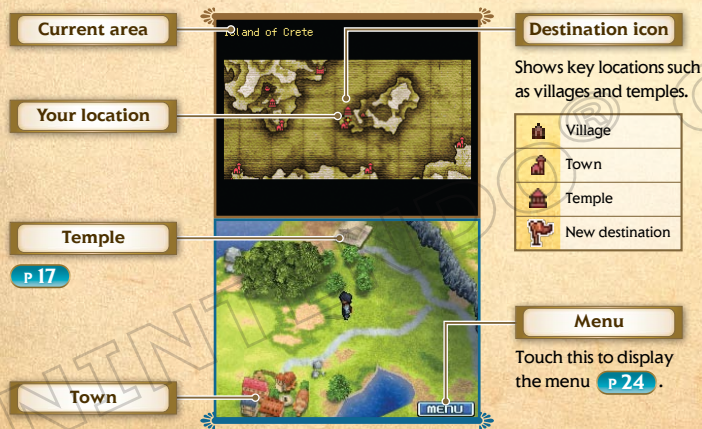 Current area
Island of Crete
Destination icon
Shows key locations such
as villages and temples.
Your location
Village
Town
Temple
New destination
Temple
P 17
Menu
Touch this to display
the menu P 24 .
Town
MENU
NINTENDO®